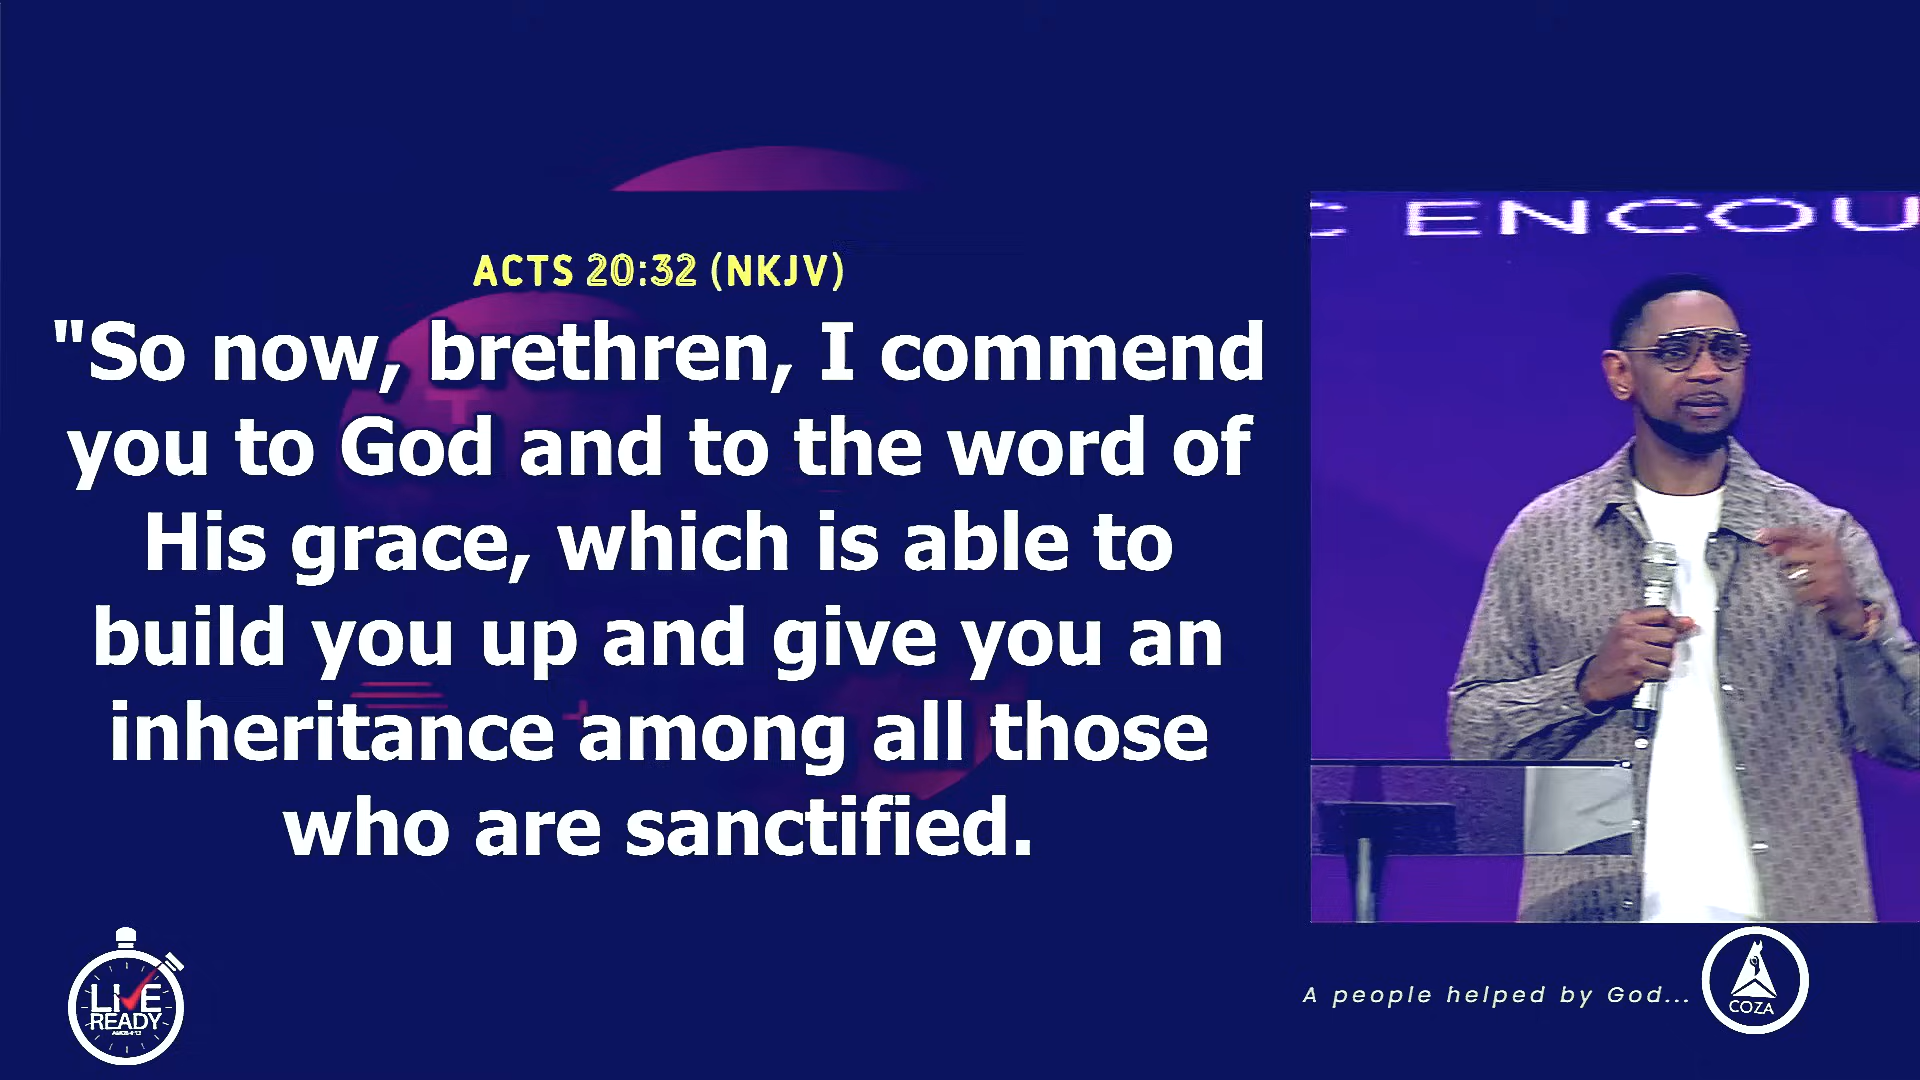 C ENCOU
ACTS 20:32 (NKJV)
"So now, brethren, I commend
you to God and to the word of
His grace, which is able to
build you up and give you an
inheritance among all those
who are sanctified.
LIVE
READY
A people helped by God...
COZA